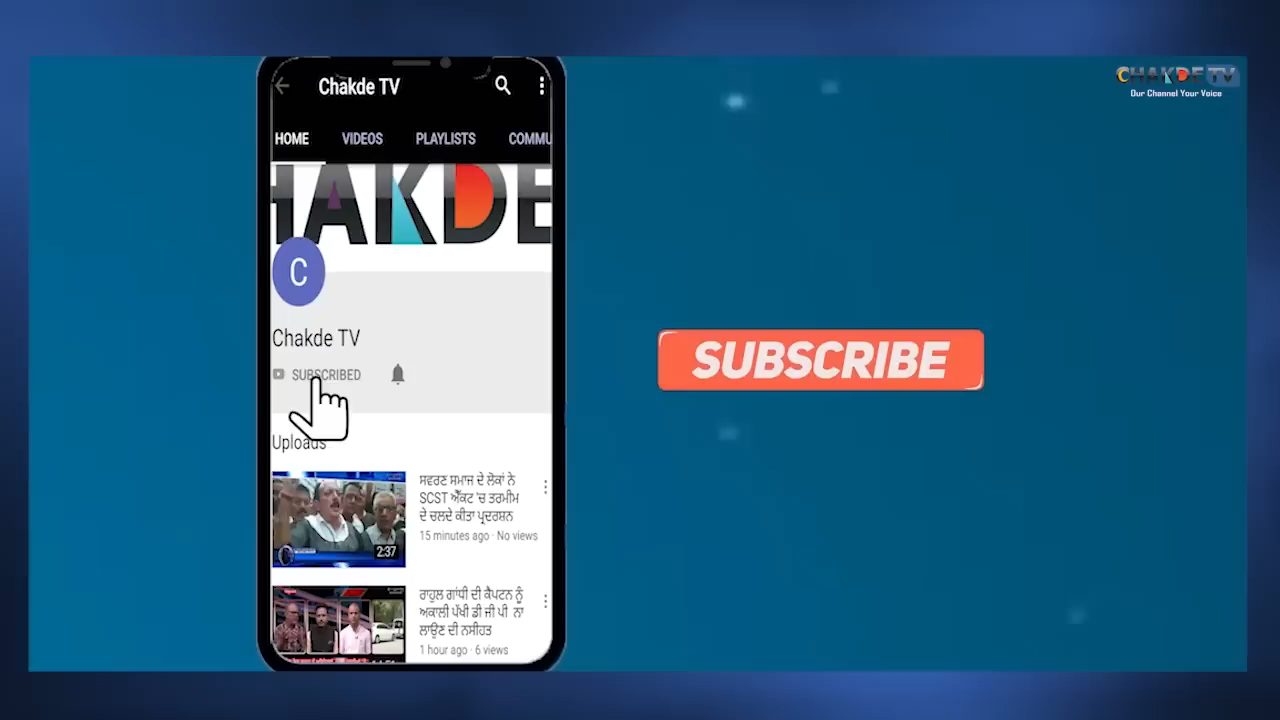 Chakde TV
HOME VIDEOS PLAYLISTS COMMU
HAKDE
C
Chakde TV
SUBSCRIBED
Uploads
ਸਵਰਣ ਸਮਾਜ ਦੇ ਲੋਕਾਂ ਨੇ
SCST ਐਕਟ 'ਚ ਤਰਮੀਮ
ਦੇ ਚਲਦੇ ਕੀਤਾ ਪ੍ਰਦਰਸ਼ਨ
15 minutes ago · No views
2:37
ਰਾਹੁਲ ਗਾਂਧੀ ਦੀ ਕੈਪਟਨ ਨੂੰ
ਅਕਾਲੀ ਪੱਖੀ ਡੀ ਜੀ ਪੀ ਨਾ
ਲਾਉਣ ਦੀ ਨਸੀਹਤ
1 hour ago · 6 views
SUBSCRIBE
CHAKDE TV
Our Channel Your Voice